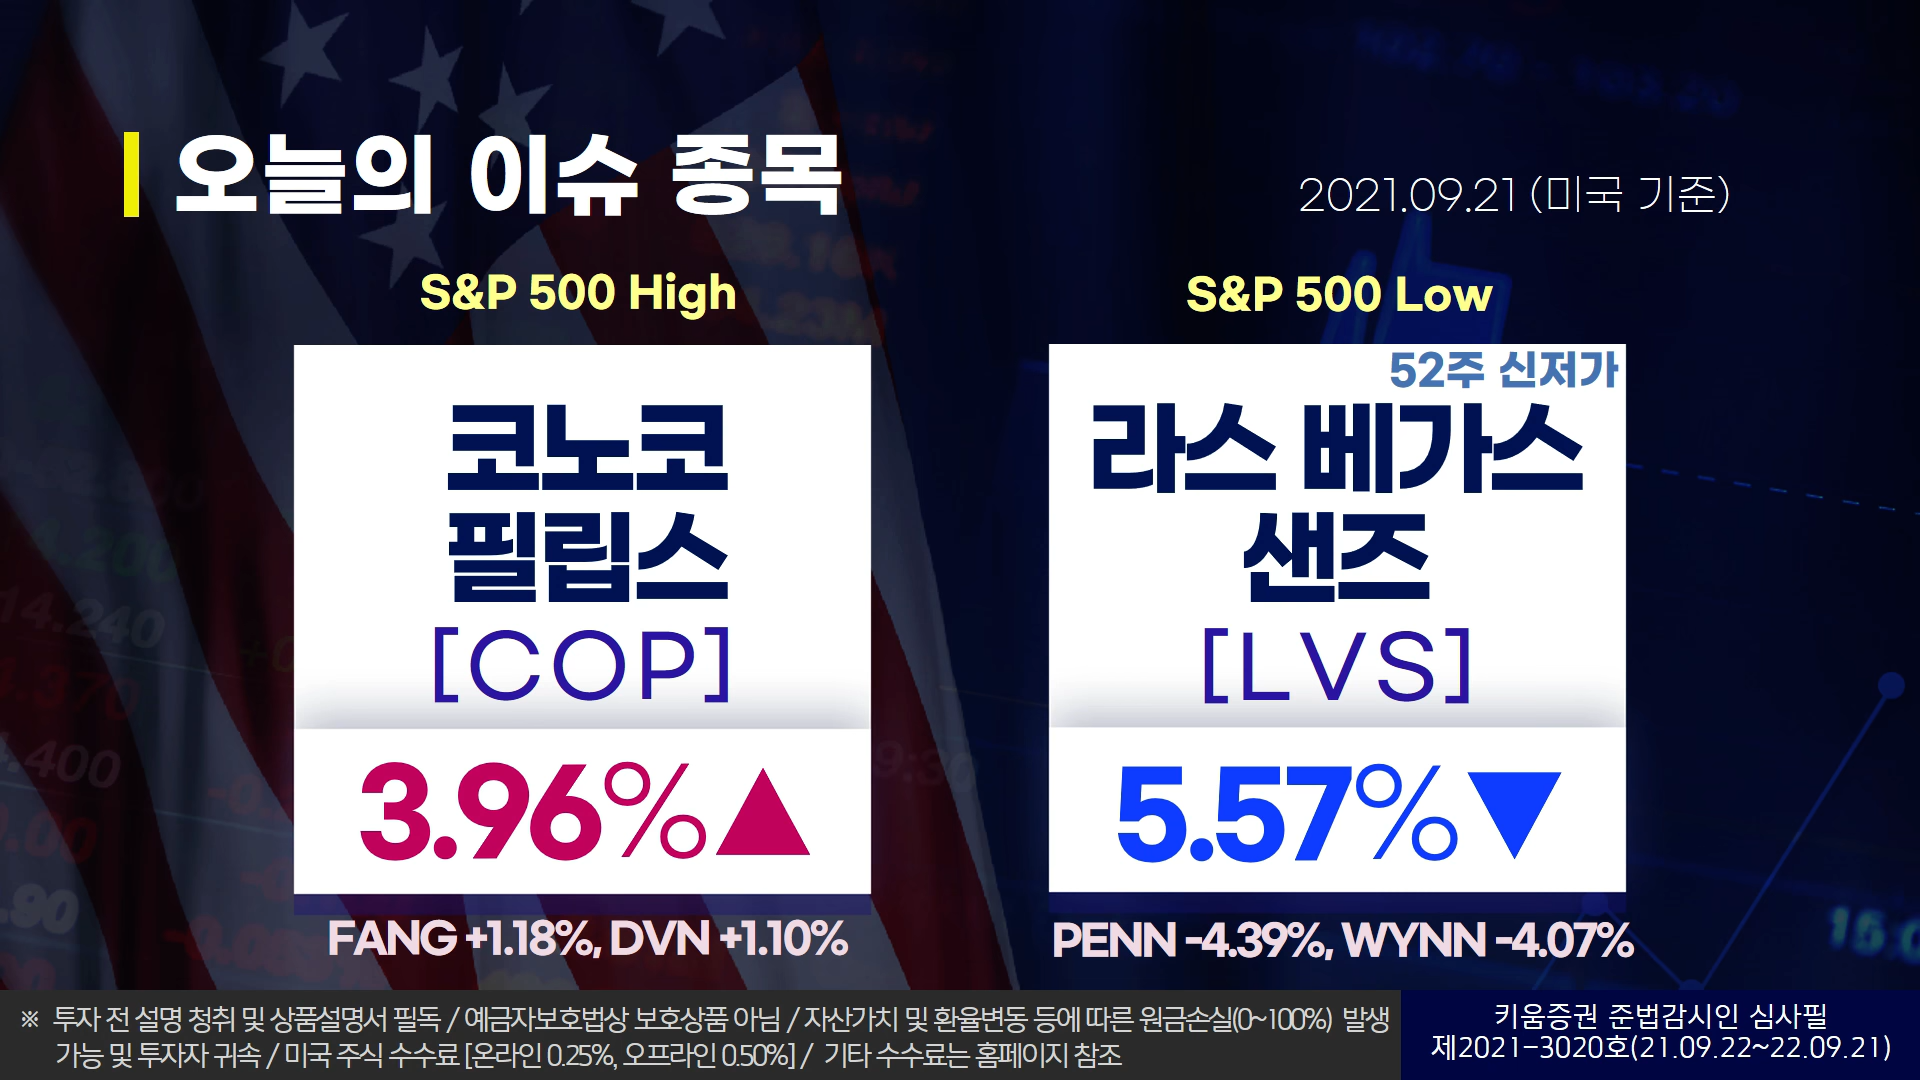 오늘의 이슈 종목
2021.09.21 (미국 기준)
S&P 500 High
코노코
필립스
[COP]
3.96%▲
FANG +1.18%, DVN +1.10%
S&P 500 Low
52주 신저가
라스 베가스
샌즈
[LVS]
5.57%▼
PENN -4.39%, WYNN -4.07%
※ 투자 전 설명 청취 및 상품설명서 필독 / 예금자보호법상 보호상품 아님 / 자산가치 및 환율변동 등에 따른 원금손실(0~100%) 발생
가능 및 투자자 귀속 / 미국 주식 수수료 [온라인 0.25%, 오프라인 0.50%] / 기타 수수료는 홈페이지 참조
키움증권 준법감시인 심사필
제2021-3020호(21.09.22~22.09.21)
14.240
.370
.400
.90